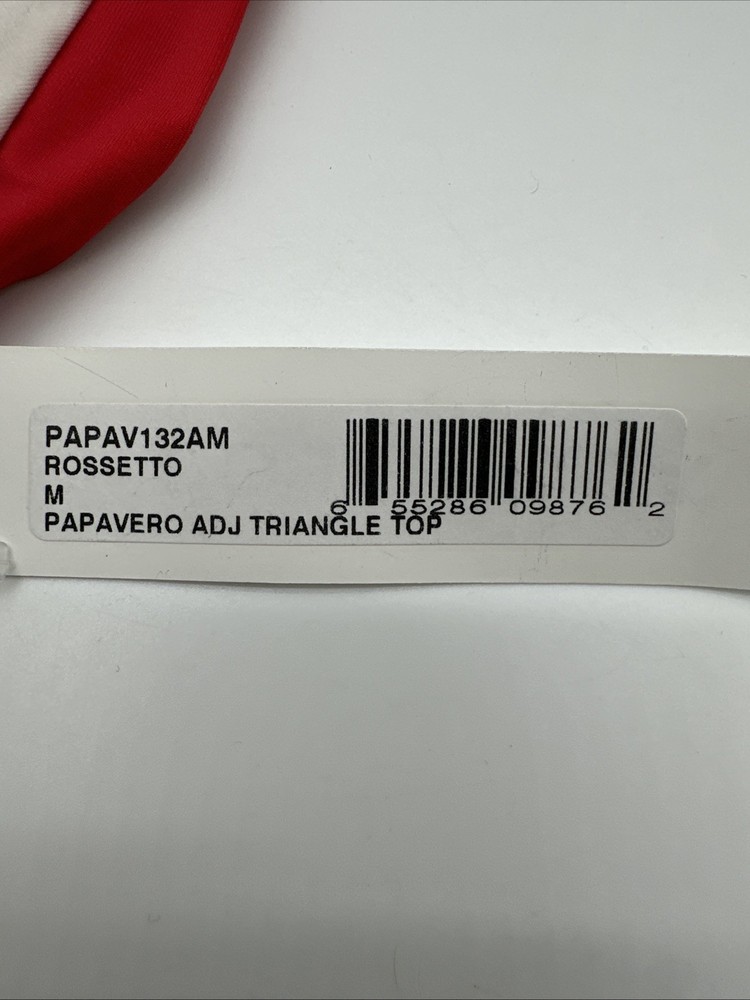 PAPAV132AM
ROSSETTO
M
6 55286 09876 2
PAPAVERO ADJ TRIANGLE TOP